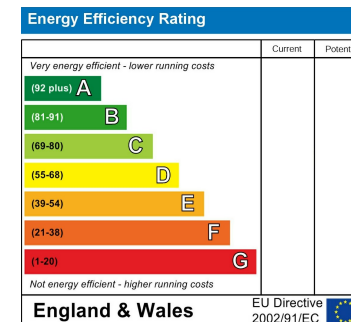 Energy Efficiency Rating
Current Potent
Very energy efficient - lower running costs
(92 plus) A
(81-91) B
(69-80) C
(55-68) D
(39-54) E
(21-38) F
(1-20) G
Not energy efficient - higher running costs
England & Wales
EU Directive
2002/91/EC